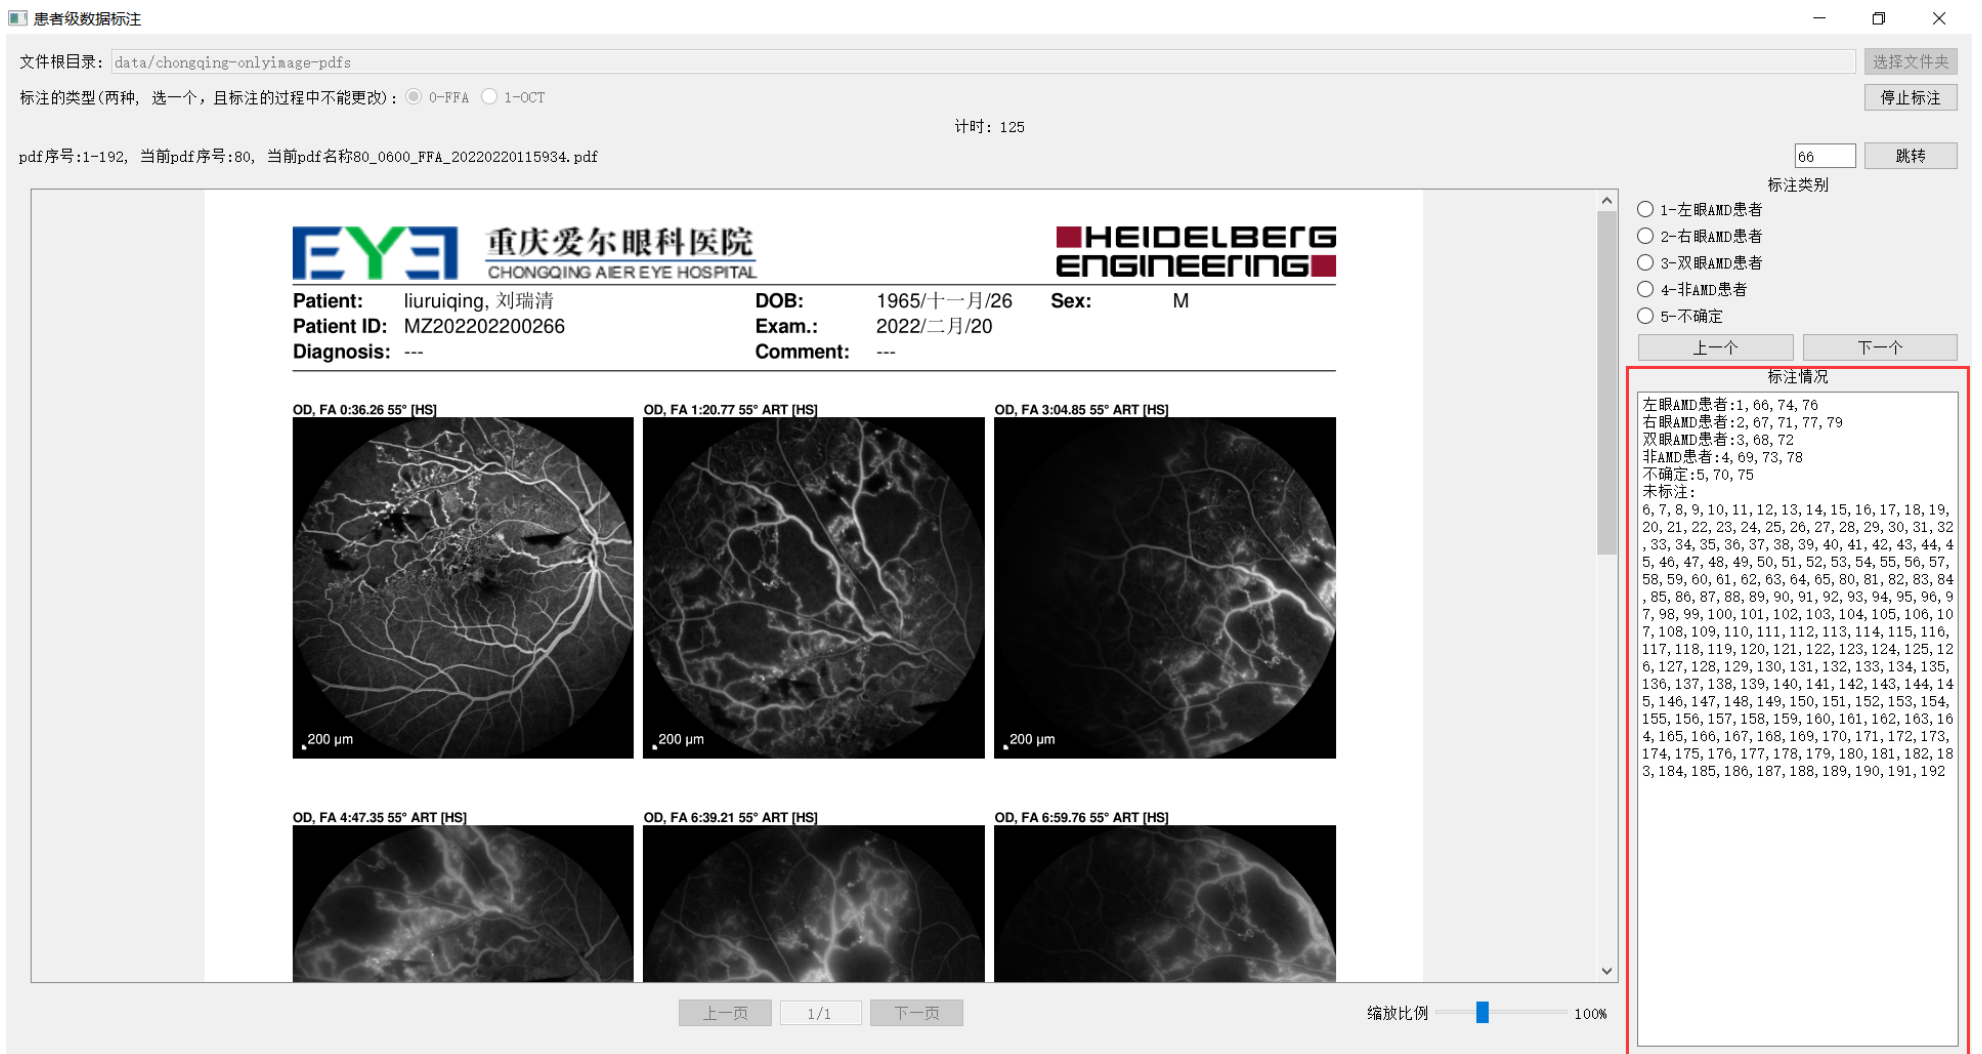 患者级数据标注
文件根目录: data/chongqing-onlyimage-pdfs 选择文件夹
标注的类型(两种, 选一个, 且标注的过程中不能更改): 0-FFA 1-OCT 停止标注
计时: 125
pdf序号:1-192, 当前pdf序号:80, 当前pdf名称80_0600_FFA_20220220115934.pdf 66 跳转
标注类别
1-左眼AMD患者
2-右眼AMD患者
3-双眼AMD患者
4-非AMD患者
5-不确定
上一个 下一个
EYE 重庆爱尔眼科医院 CHONGQING AIER EYE HOSPITAL
HEIDELBERG ENGINEERING
Patient: liuruiqing, 刘瑞清 DOB: 1965/十一月/26 Sex: M
Patient ID: MZ202202200266 Exam.: 2022/二月/20
Diagnosis: --- Comment: ---
OD, FA 0:36.26 55° [HS] OD, FA 1:20.77 55° ART [HS] OD, FA 3:04.85 55° ART [HS]
200 µm 200 µm 200 µm
OD, FA 4:47.35 55° ART [HS] OD, FA 6:39.21 55° ART [HS] OD, FA 6:59.76 55° ART [HS]
标注情况
左眼AMD患者:1,66,74,76
右眼AMD患者:2,67,71,77,79
双眼AMD患者:3,68,72
非AMD患者:4,69,73,78
不确定:5,70,75
未标注:
6,7,8,9,10,11,12,13,14,15,16,17,18,19,
20,21,22,23,24,25,26,27,28,29,30,31,32
,33,34,35,36,37,38,39,40,41,42,43,44,4
5,46,47,48,49,50,51,52,53,54,55,56,57,
58,59,60,61,62,63,64,65,80,81,82,83,84
,85,86,87,88,89,90,91,92,93,94,95,96,9
7,98,99,100,101,102,103,104,105,106,10
7,108,109,110,111,112,113,114,115,116,
117,118,119,120,121,122,123,124,125,12
6,127,128,129,130,131,132,133,134,135,
136,137,138,139,140,141,142,143,144,14
5,146,147,148,149,150,151,152,153,154,
155,156,157,158,159,160,161,162,163,16
4,165,166,167,168,169,170,171,172,173,
174,175,176,177,178,179,180,181,182,18
3,184,185,186,187,188,189,190,191,192
上一页 1/1 下一页 缩放比例 100%